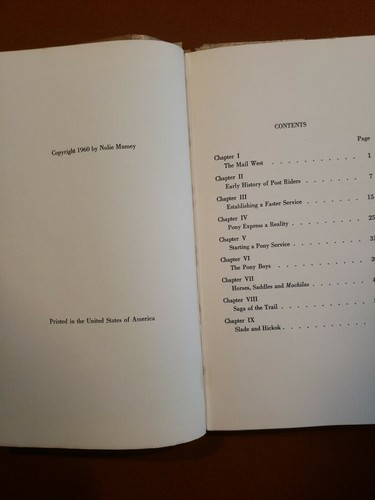 Copyright 1960 by Nolie Mumey
Printed in the United States of America
CONTENTS
Page
Chapter I
The Mail West . . . . . . . . . . . 1
Chapter II
Early History of Post Riders . . . . . . . 7
Chapter III
Establishing a Faster Service . . . . . . 15
Chapter IV
Pony Express a Reality . . . . . . . . 25
Chapter V
Starting a Pony Service . . . . . . . .
Chapter VI
The Pony Boys . . . . . . . . . . .
Chapter VII
Horses, Saddles and Mochilas . . . . . . .
Chapter VIII
Saga of the Trail . . . . . . . . . .
Chapter IX
Slade and Hickok . . . . . . . . . .